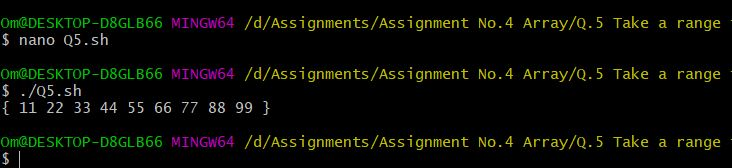 Om@DESKTOP-D8GLB66 MINGW64 /d/Assignments/Assignment No.4 Array/Q.5 Take a range
$ nano Q5.sh
Om@DESKTOP-D8GLB66 MINGW64 /d/Assignments/Assignment No.4 Array/Q.5 Take a range
$ ./Q5.sh
{ 11 22 33 44 55 66 77 88 99 }
Om@DESKTOP-D8GLB66 MINGW64 /d/Assignments/Assignment No.4 Array/Q.5 Take a range
$